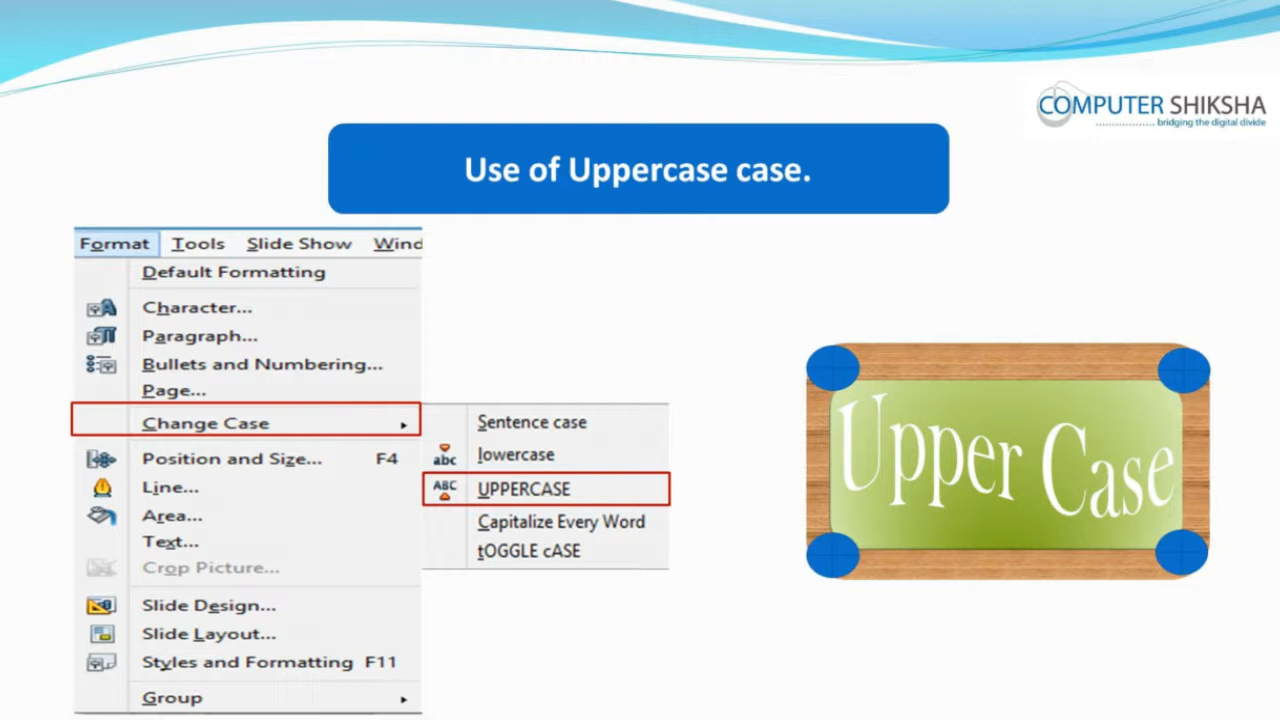 COMPUTER SHIKSHA
.................. bridging the digital divide
Use of Uppercase case.
Format Tools Slide Show Wind
Default Formatting
Character...
Paragraph...
Bullets and Numbering...
Page...
Change Case
Position and Size... F4
Line...
Area...
Text...
Crop Picture...
Slide Design...
Slide Layout...
Styles and Formatting F11
Group
Sentence case
abc lowercase
ABC UPPERCASE
Capitalize Every Word
tOGGLE cASE
Upper Case